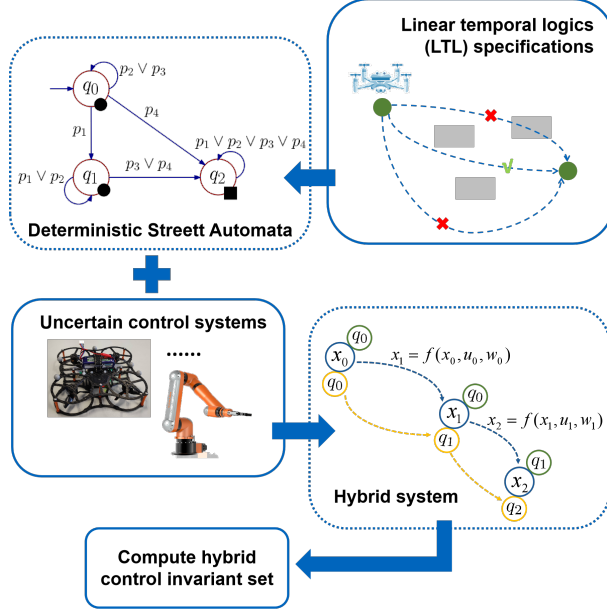 Linear temporal logics
(LTL) specifications
p₂ ∨ p₃
q₀
p₁
p₄
p₁ ∨ p₂ ∨ p₃ ∨ p₄
p₁ ∨ p₂
q₁
p₃ ∨ p₄
q₂
Deterministic Streett Automata
Uncertain control systems
......
q₀
x₀
x₁ = f(x₀, u₀, w₀)
q₀
q₀
x₁
x₂ = f(x₁, u₁, w₁)
q₁
q₁
x₂
q₂
Hybrid system
Compute hybrid
control invariant set